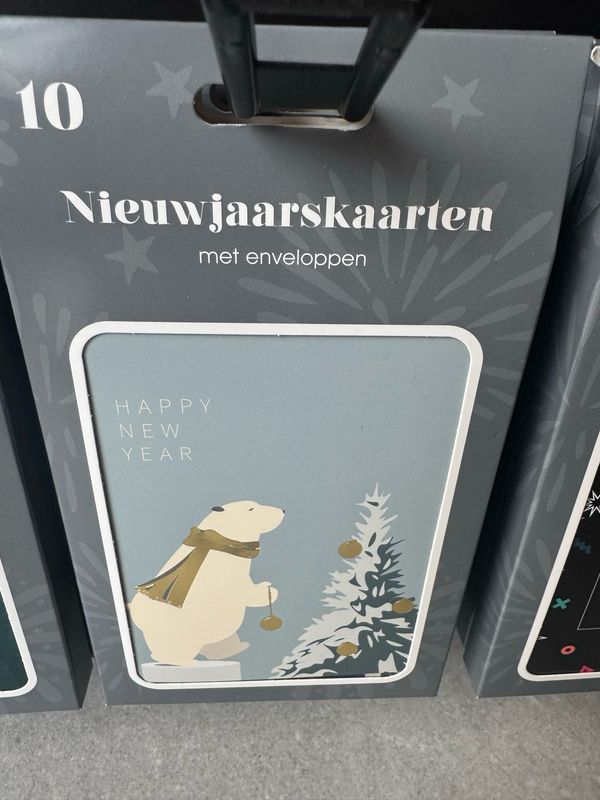 10
Nieuwjaarskaarten
met enveloppen
HAPPY
NEW
YEAR